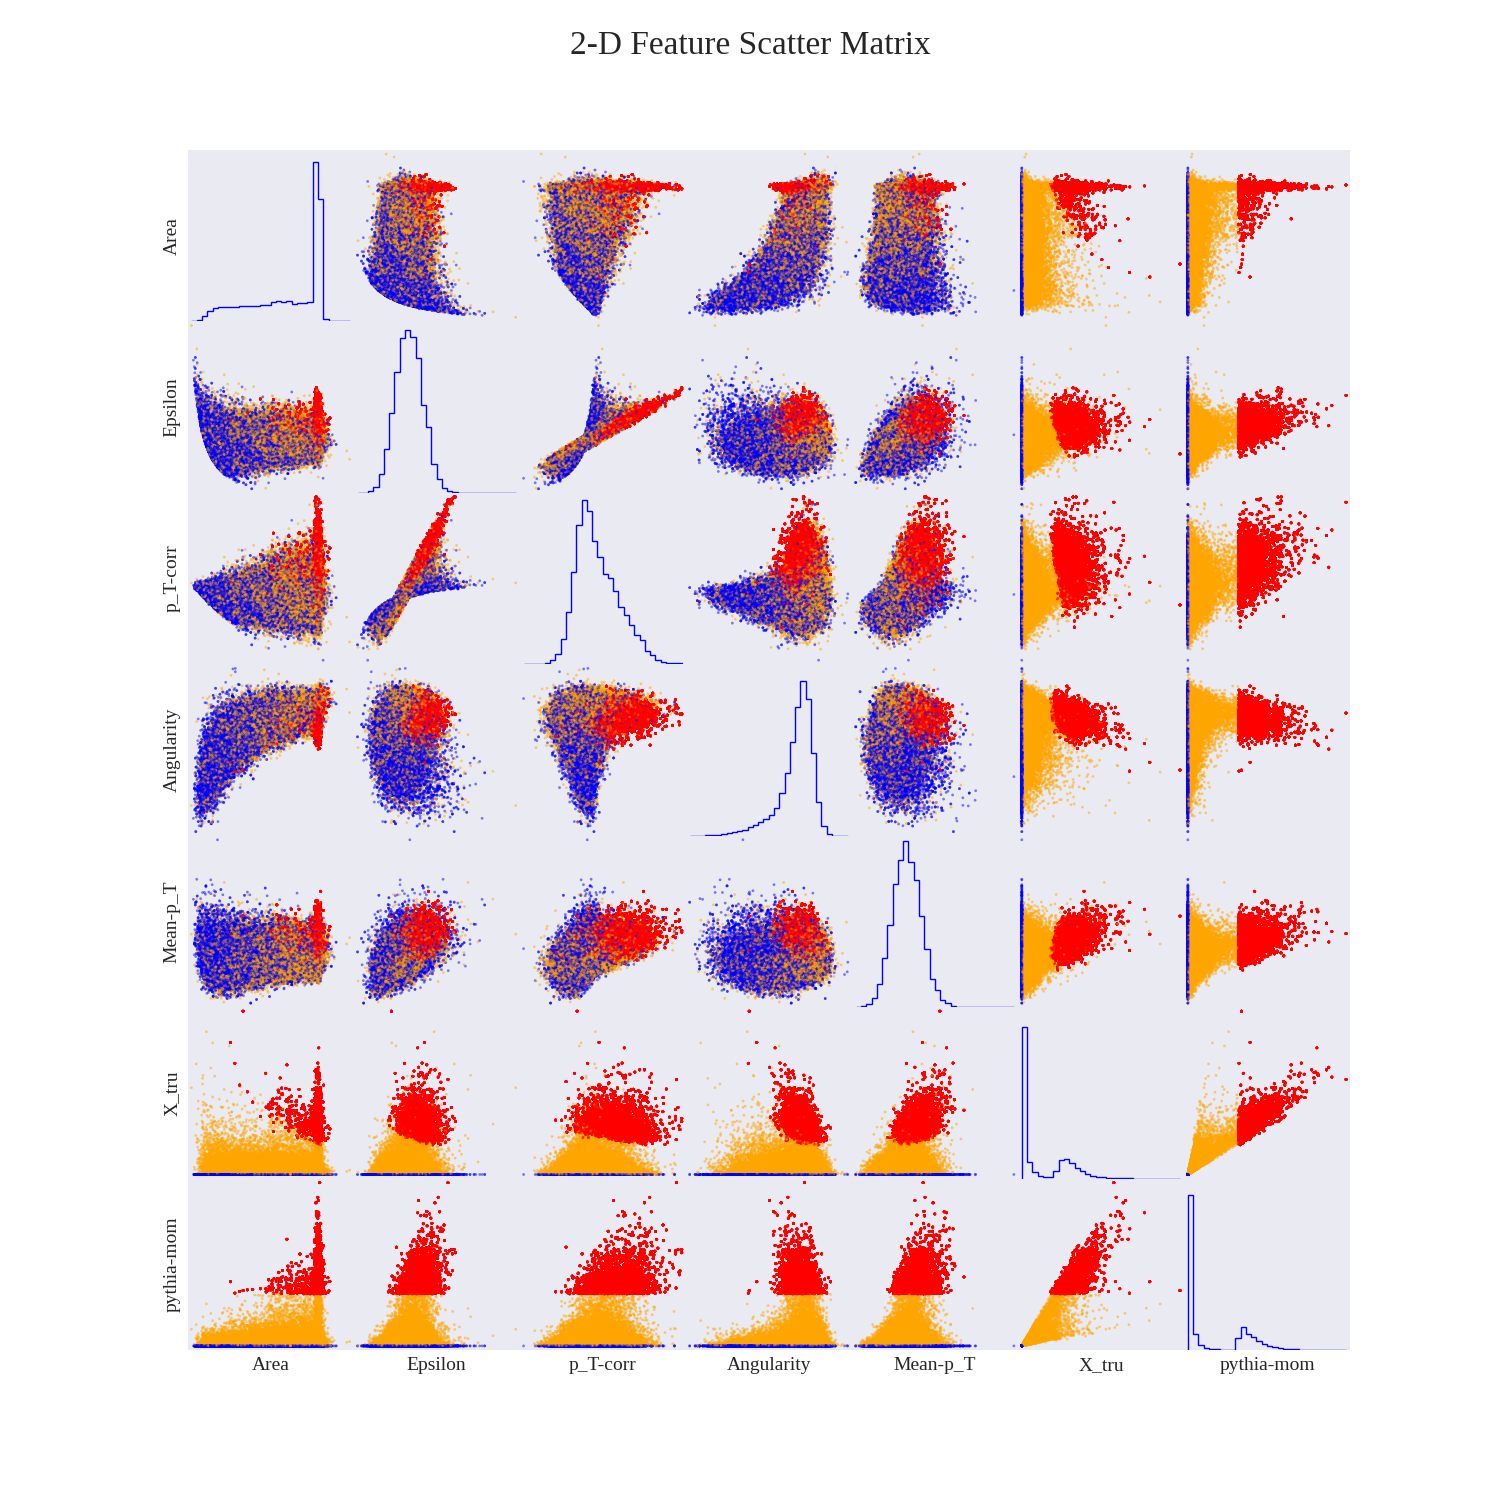 2-D Feature Scatter Matrix
Area
Epsilon
p_T-corr
Angularity
Mean-p_T
X_tru
pythia-mom
Area
Epsilon
p_T-corr
Angularity
Mean-p_T
X_tru
pythia-mom